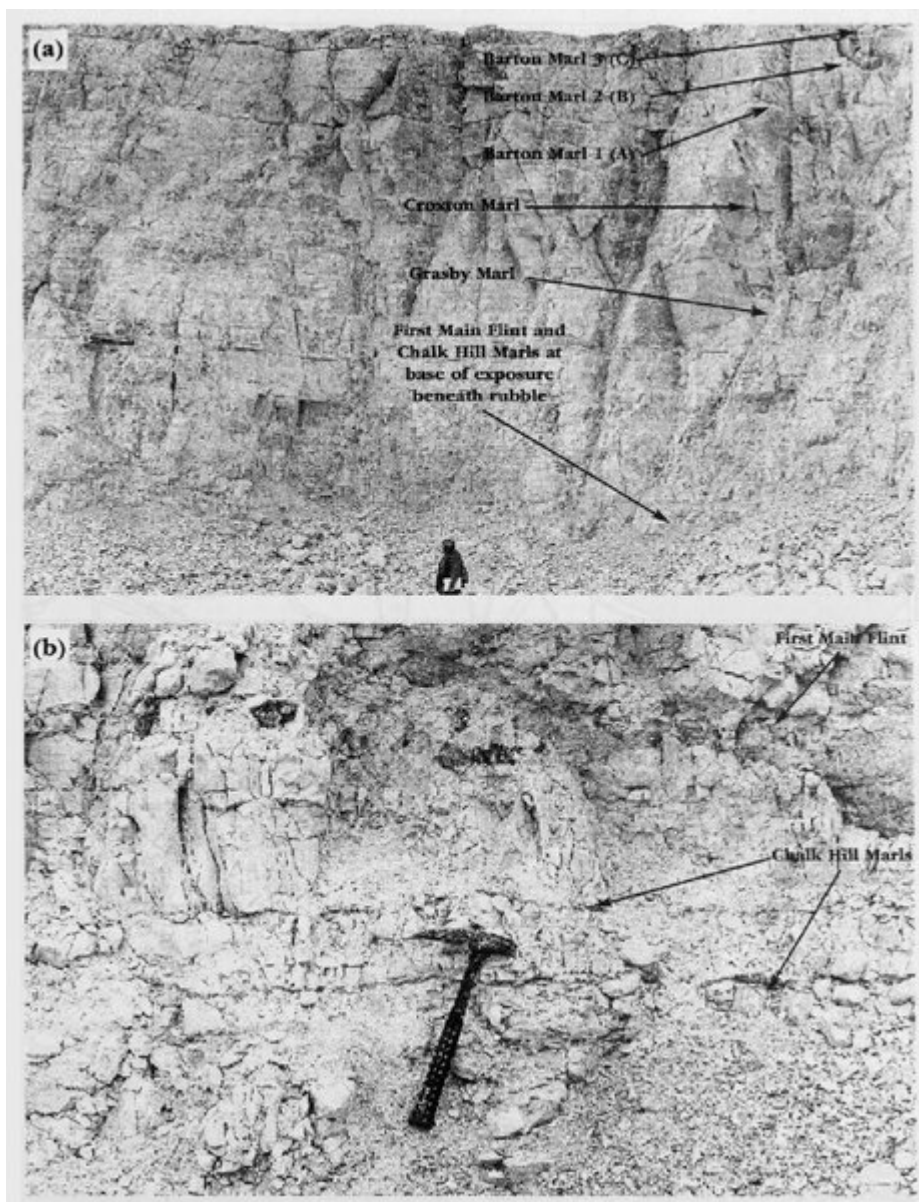 (a)
Barton Marl 3 (C)
Barton Marl 2 (B)
Barton Marl 1 (A)
Croxton Marl
Grasby Marl
First Main Flint and
Chalk Hill Marls at
base of exposure
beneath rubble
(b)
First Main Flint
Chalk Hill Marls